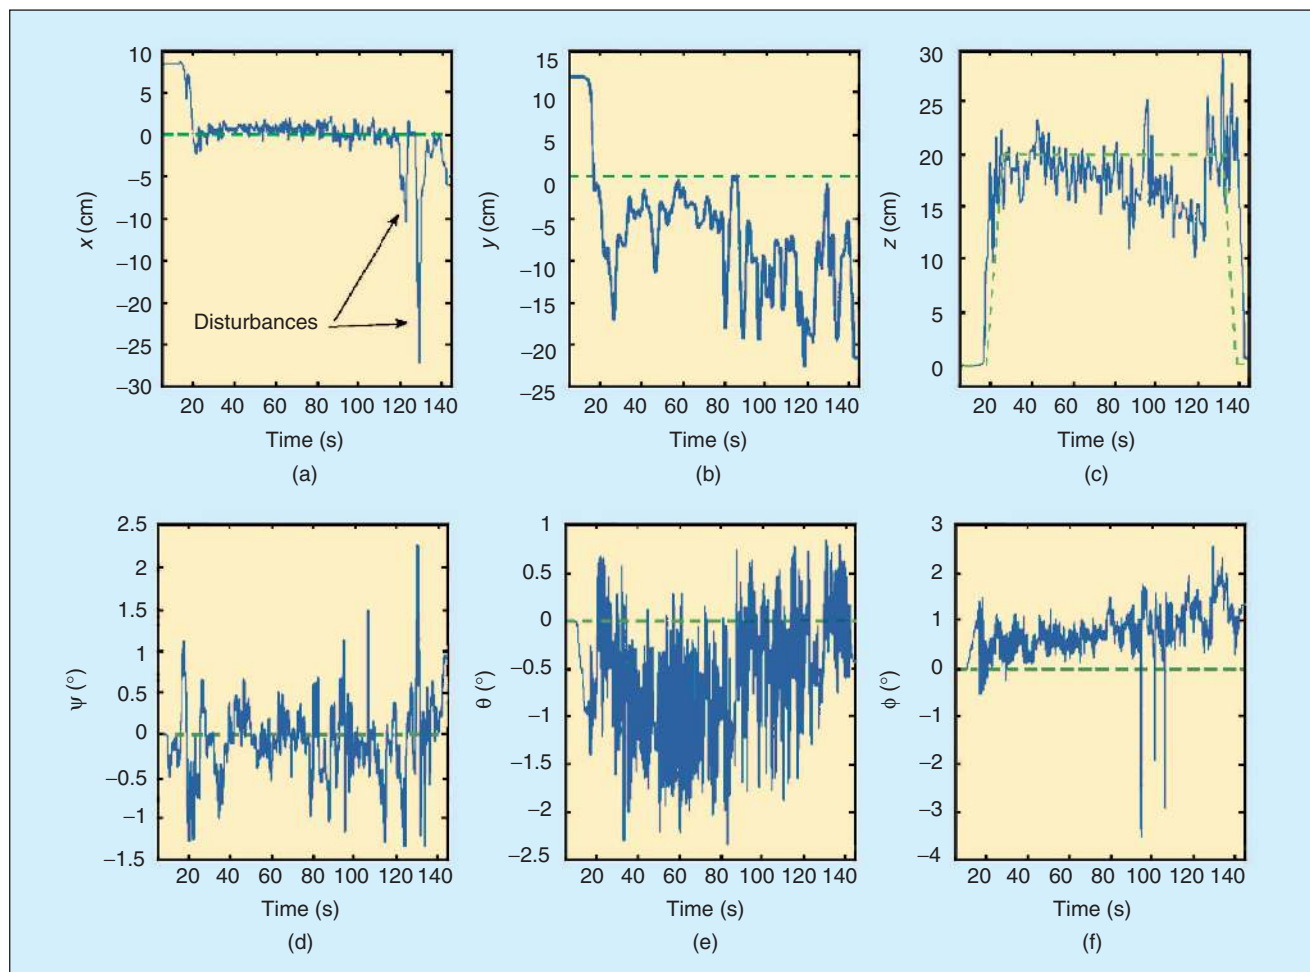 10
5
0
−5
−10
−15
−20
−25
−30
x (cm)
Disturbances
20 40 60 80 100 120 140
Time (s)
(a)
15
10
5
0
−5
−10
−15
−20
−25
y (cm)
20 40 60 80 100 120 140
Time (s)
(b)
30
25
20
15
10
5
0
z (cm)
20 40 60 80 100 120 140
Time (s)
(c)
2.5
2
1.5
1
0.5
0
−0.5
−1
−1.5
ψ (°)
20 40 60 80 100 120 140
Time (s)
(d)
1
0.5
0
−0.5
−1
−1.5
−2
−2.5
θ (°)
20 40 60 80 100 120 140
Time (s)
(e)
3
2
1
0
−1
−2
−3
−4
ϕ (°)
20 40 60 80 100 120 140
Time (s)
(f)